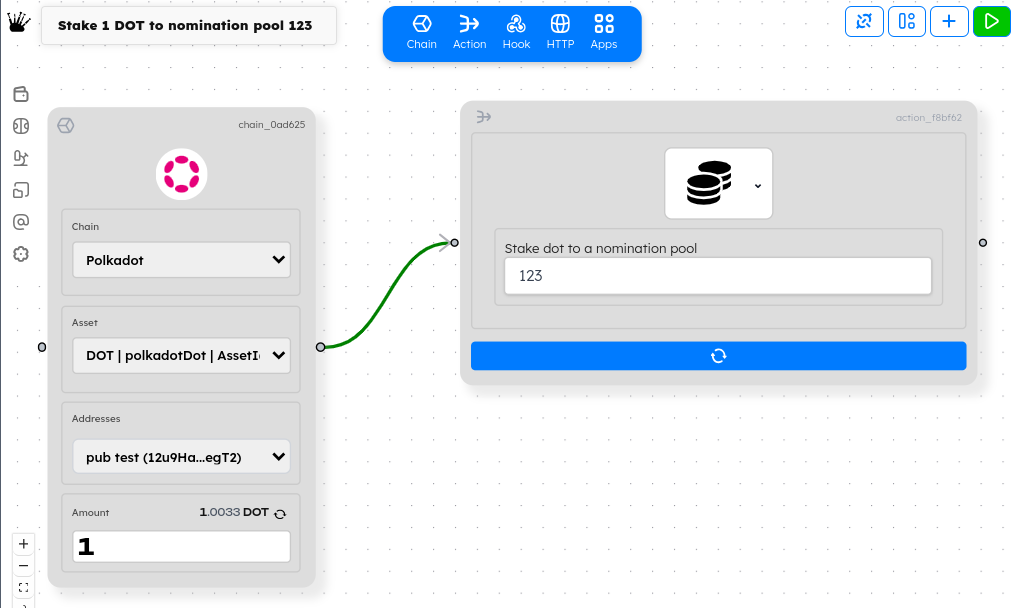 Stake 1 DOT to nomination pool 123
Chain
Action
Hook
HTTP
Apps
chain_0ad625
Chain
Polkadot
Asset
DOT | polkadotDot | AssetI
Addresses
pub test (12u9Ha...egT2)
Amount
1.0033 DOT
1
action_f8bf62
Stake dot to a nomination pool
123